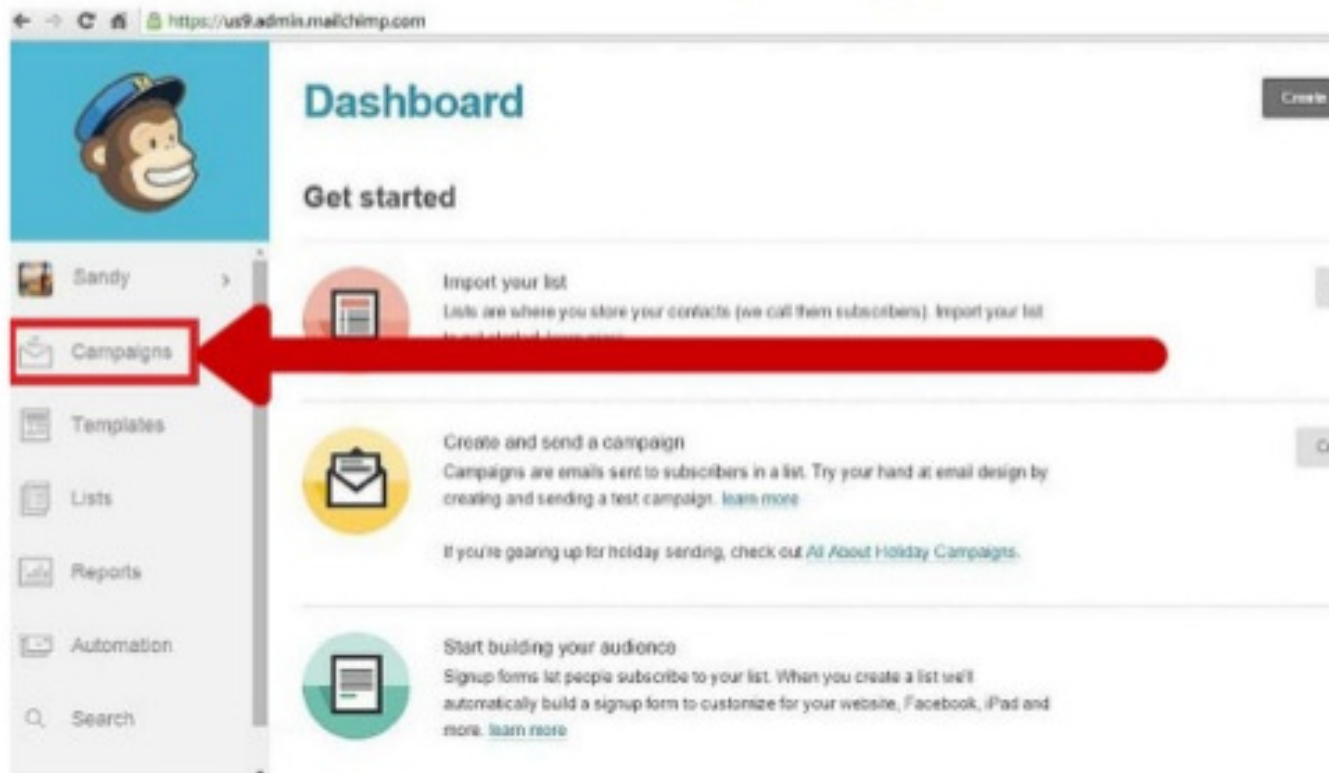 https://us9.admin.mailchimp.com
Dashboard
Create
Get started
Sandy
Import your list
Lists are where you store your contacts (we call them subscribers). Import your list
Campaigns
Templates
Create and send a campaign
Campaigns are emails sent to subscribers in a list. Try your hand at email design by
creating and sending a test campaign. learn more
Lists
If you're gearing up for holiday sending, check out All About Holiday Campaigns.
Reports
Automation
Start building your audience
Signup forms let people subscribe to your list. When you create a list we'll
automatically build a signup form to customize for your website, Facebook, iPad and
more. learn more
Search